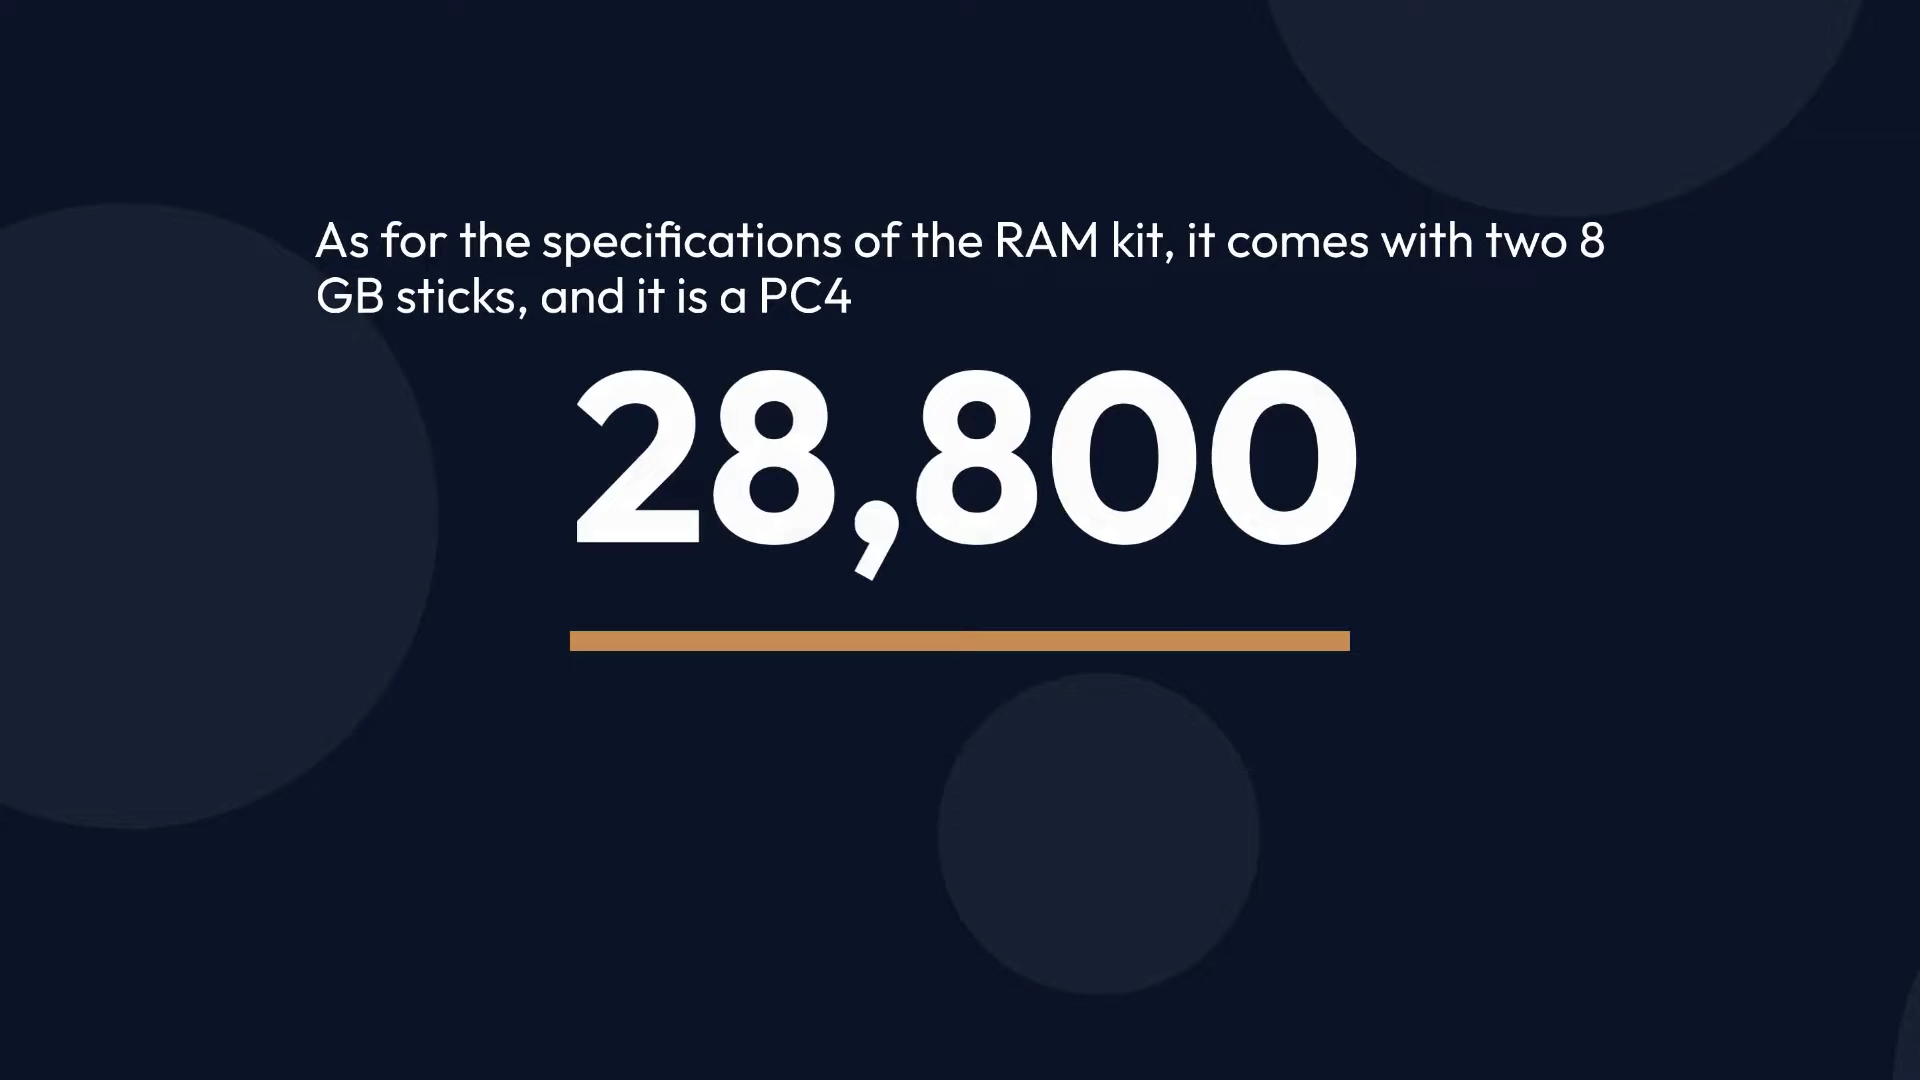 As for the specifications of the RAM kit, it comes with two 8
GB sticks, and it is a PC4
28,800